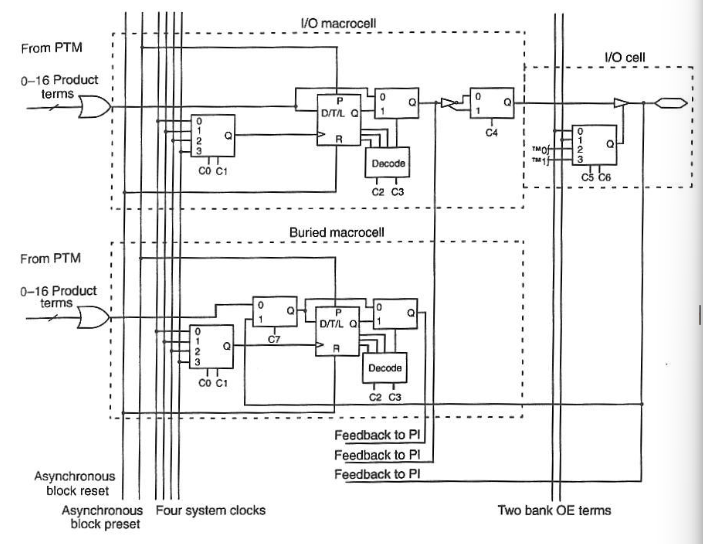 I/O macrocell
From PTM
I/O cell
0–16 Product
terms
P
D/T/L Q
R
0
1
Q
0
1
Q
C4
0
1
2
3
Q
C0 C1
Decode
C2 C3
0
1
2
3
Q
C5 C6
Buried macrocell
From PTM
0–16 Product
terms
0
1
Q
C7
P
D/T/L Q
R
0
1
Q
0
1
2
3
Q
C0 C1
Decode
C2 C3
Feedback to PI
Feedback to PI
Feedback to PI
Asynchronous
block reset
Asynchronous
block preset
Four system clocks
Two bank OE terms